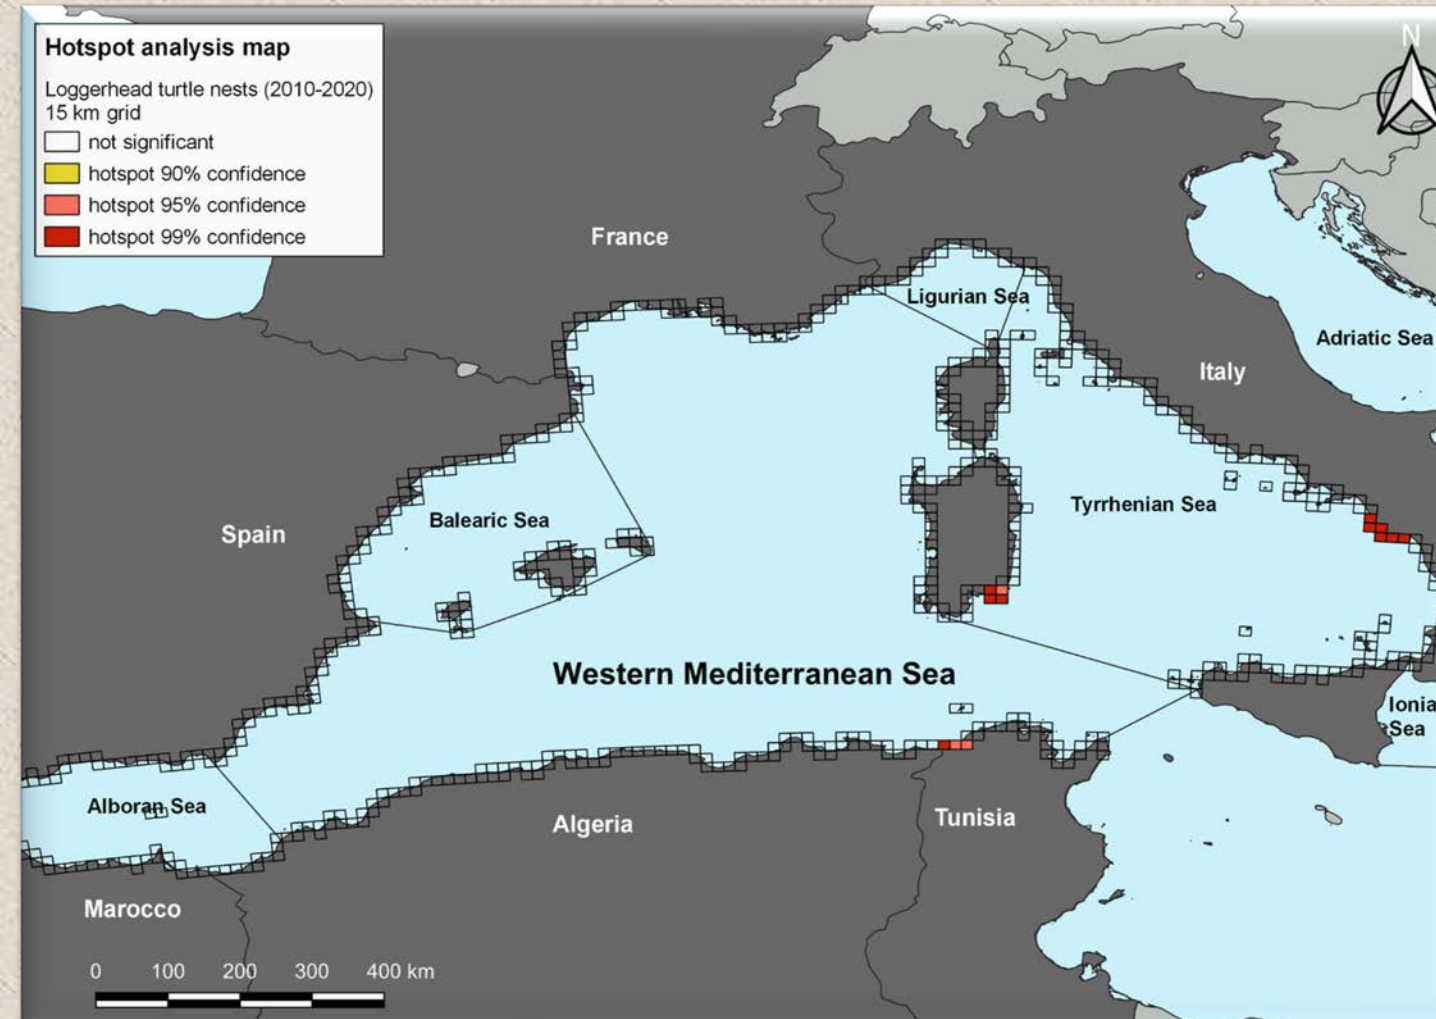 Hotspot analysis map
Loggerhead turtle nests (2010-2020)
15 km grid
not significant
hotspot 90% confidence
hotspot 95% confidence
hotspot 99% confidence
N
France
Ligurian Sea
Adriatic Sea
Italy
Tyrrhenian Sea
Balearic Sea
Spain
Western Mediterranean Sea
Ionia
Sea
Alboran Sea
Algeria
Tunisia
Marocco
0 100 200 300 400 km